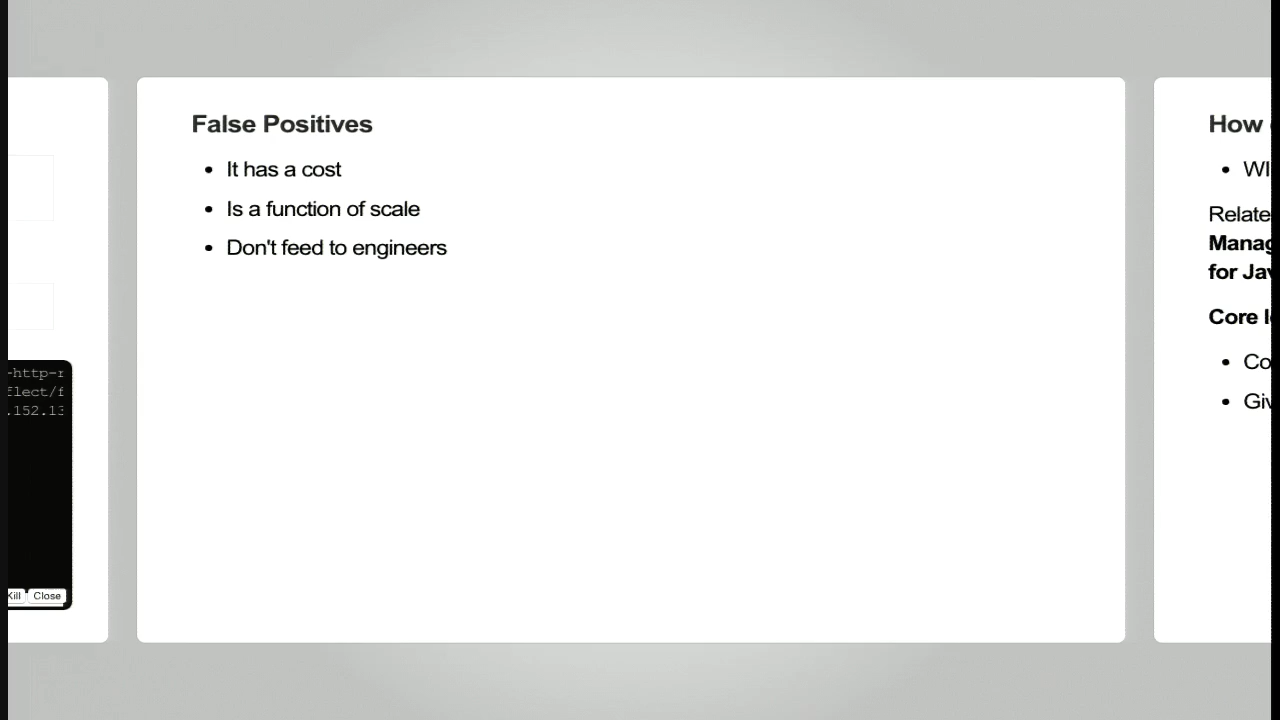 False Positives
It has a cost
Is a function of scale
Don't feed to engineers
-http-r
flect/f
.152.13
Kill Close
How
Relate
Manag
for Jav
Core
Co
Giv